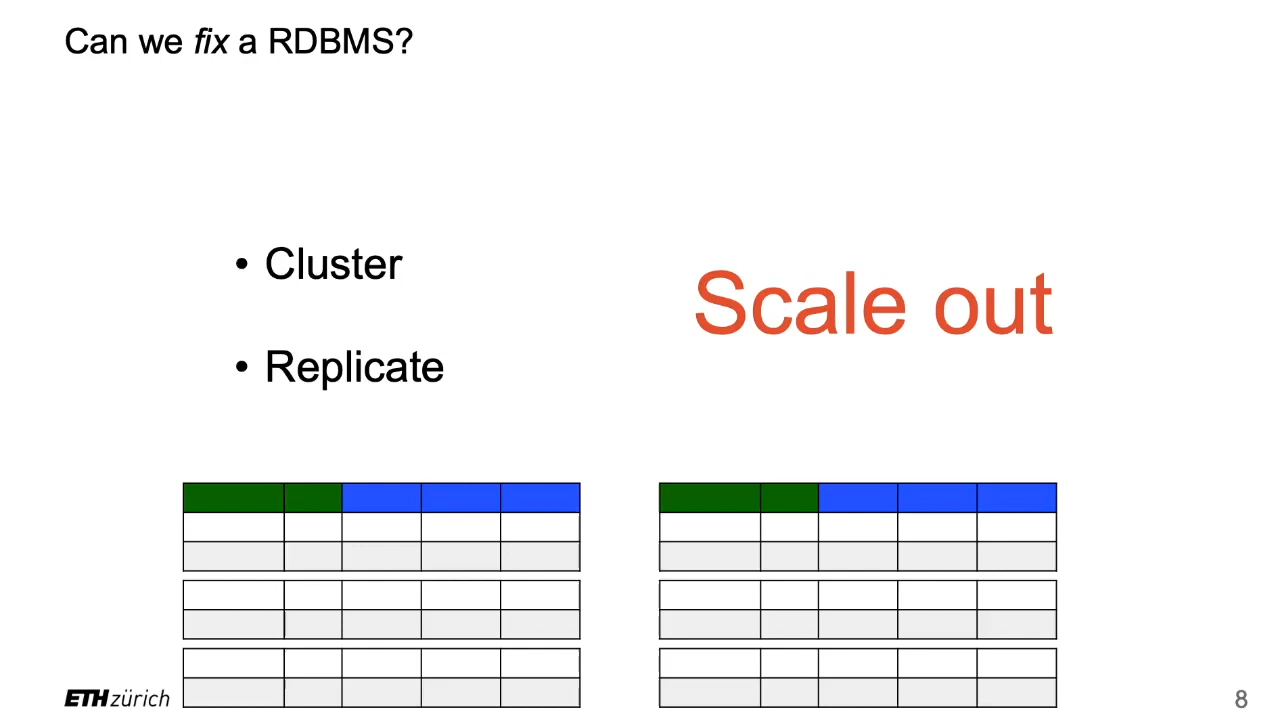 Can we fix a RDBMS?
• Cluster
• Replicate
Scale out
ETH zürich
8